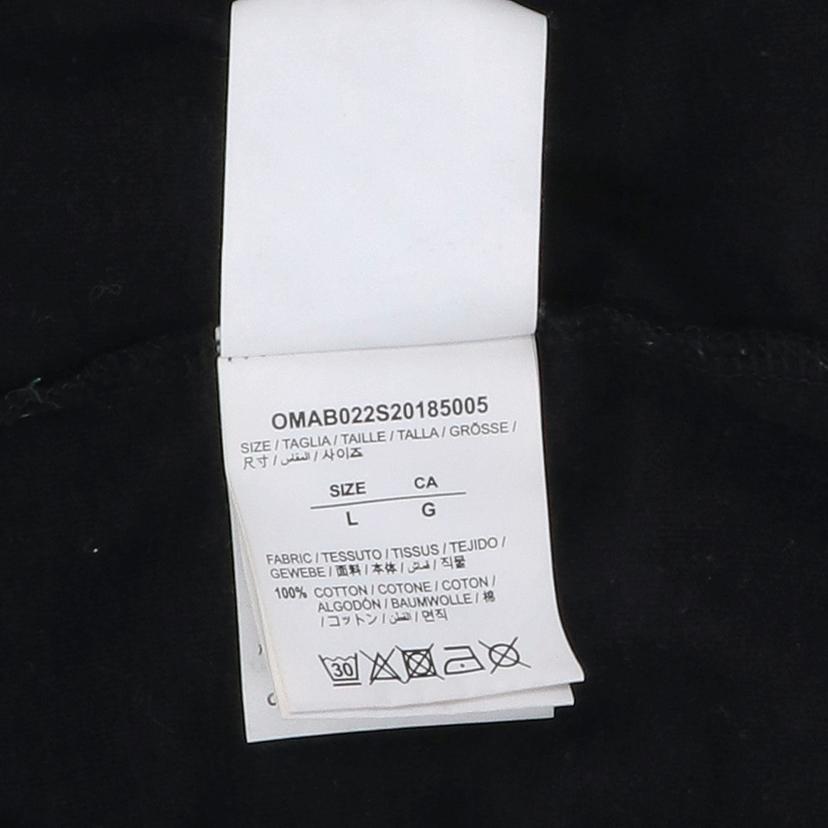 OMAB022S20185005
SIZE / TAGLIA / TAILLE / TALLA / GRÖSSE /
尺寸 / المقاس / 사이즈
SIZE CA
L G
FABRIC / TESSUTO / TISSUS / TEJIDO /
GEWEBE / 面料 / 本体 / قماش / 직물
100% COTTON / COTONE / COTON /
ALGODÓN / BAUMWOLLE / 棉
/ コットン / القطن / 면직
30